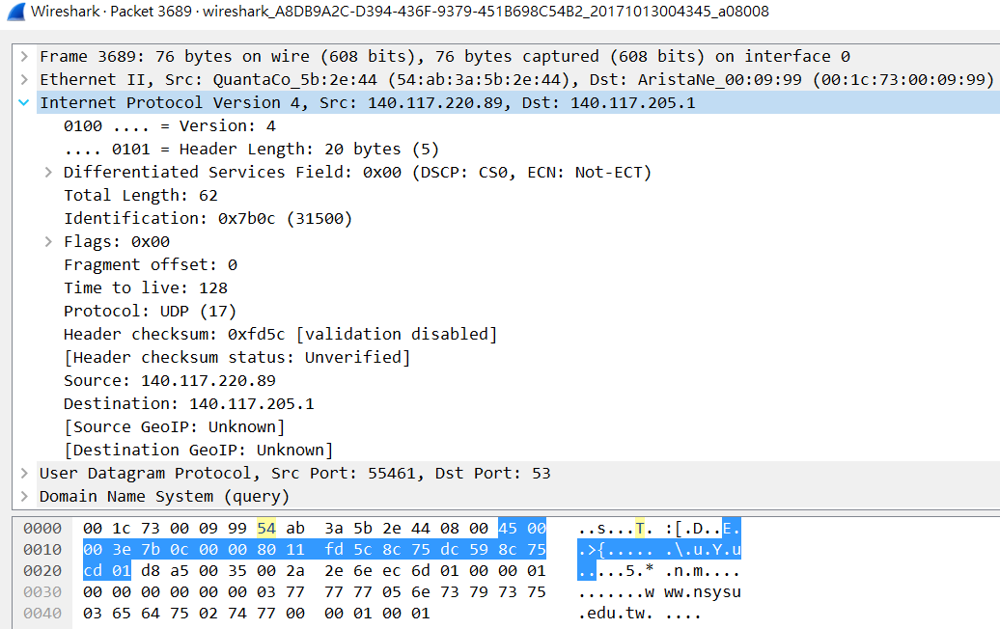 Wireshark · Packet 3689 · wireshark_A8DB9A2C-D394-436F-9379-451B698C54B2_20171013004345_a08008
Frame 3689: 76 bytes on wire (608 bits), 76 bytes captured (608 bits) on interface 0
Ethernet II, Src: QuantaCo_5b:2e:44 (54:ab:3a:5b:2e:44), Dst: AristaNe_00:09:99 (00:1c:73:00:09:99)
Internet Protocol Version 4, Src: 140.117.220.89, Dst: 140.117.205.1
0100 .... = Version: 4
.... 0101 = Header Length: 20 bytes (5)
Differentiated Services Field: 0x00 (DSCP: CS0, ECN: Not-ECT)
Total Length: 62
Identification: 0x7b0c (31500)
Flags: 0x00
Fragment offset: 0
Time to live: 128
Protocol: UDP (17)
Header checksum: 0xfd5c [validation disabled]
[Header checksum status: Unverified]
Source: 140.117.220.89
Destination: 140.117.205.1
[Source GeoIP: Unknown]
[Destination GeoIP: Unknown]
User Datagram Protocol, Src Port: 55461, Dst Port: 53
Domain Name System (query)
0000 00 1c 73 00 09 99 54 ab 3a 5b 2e 44 08 00 45 00 ..s...T. :[.D..E.
0010 00 3e 7b 0c 00 00 80 11 fd 5c 8c 75 dc 59 8c 75 .>{..... .\.u.Y.u
0020 cd 01 d8 a5 00 35 00 2a 2e 6e ec 6d 01 00 00 01 .....5.* .n.m....
0030 00 00 00 00 00 00 03 77 77 77 05 6e 73 79 73 75 .......w ww.nsysu
0040 03 65 64 75 02 74 77 00 00 01 00 01 .edu.tw. ....